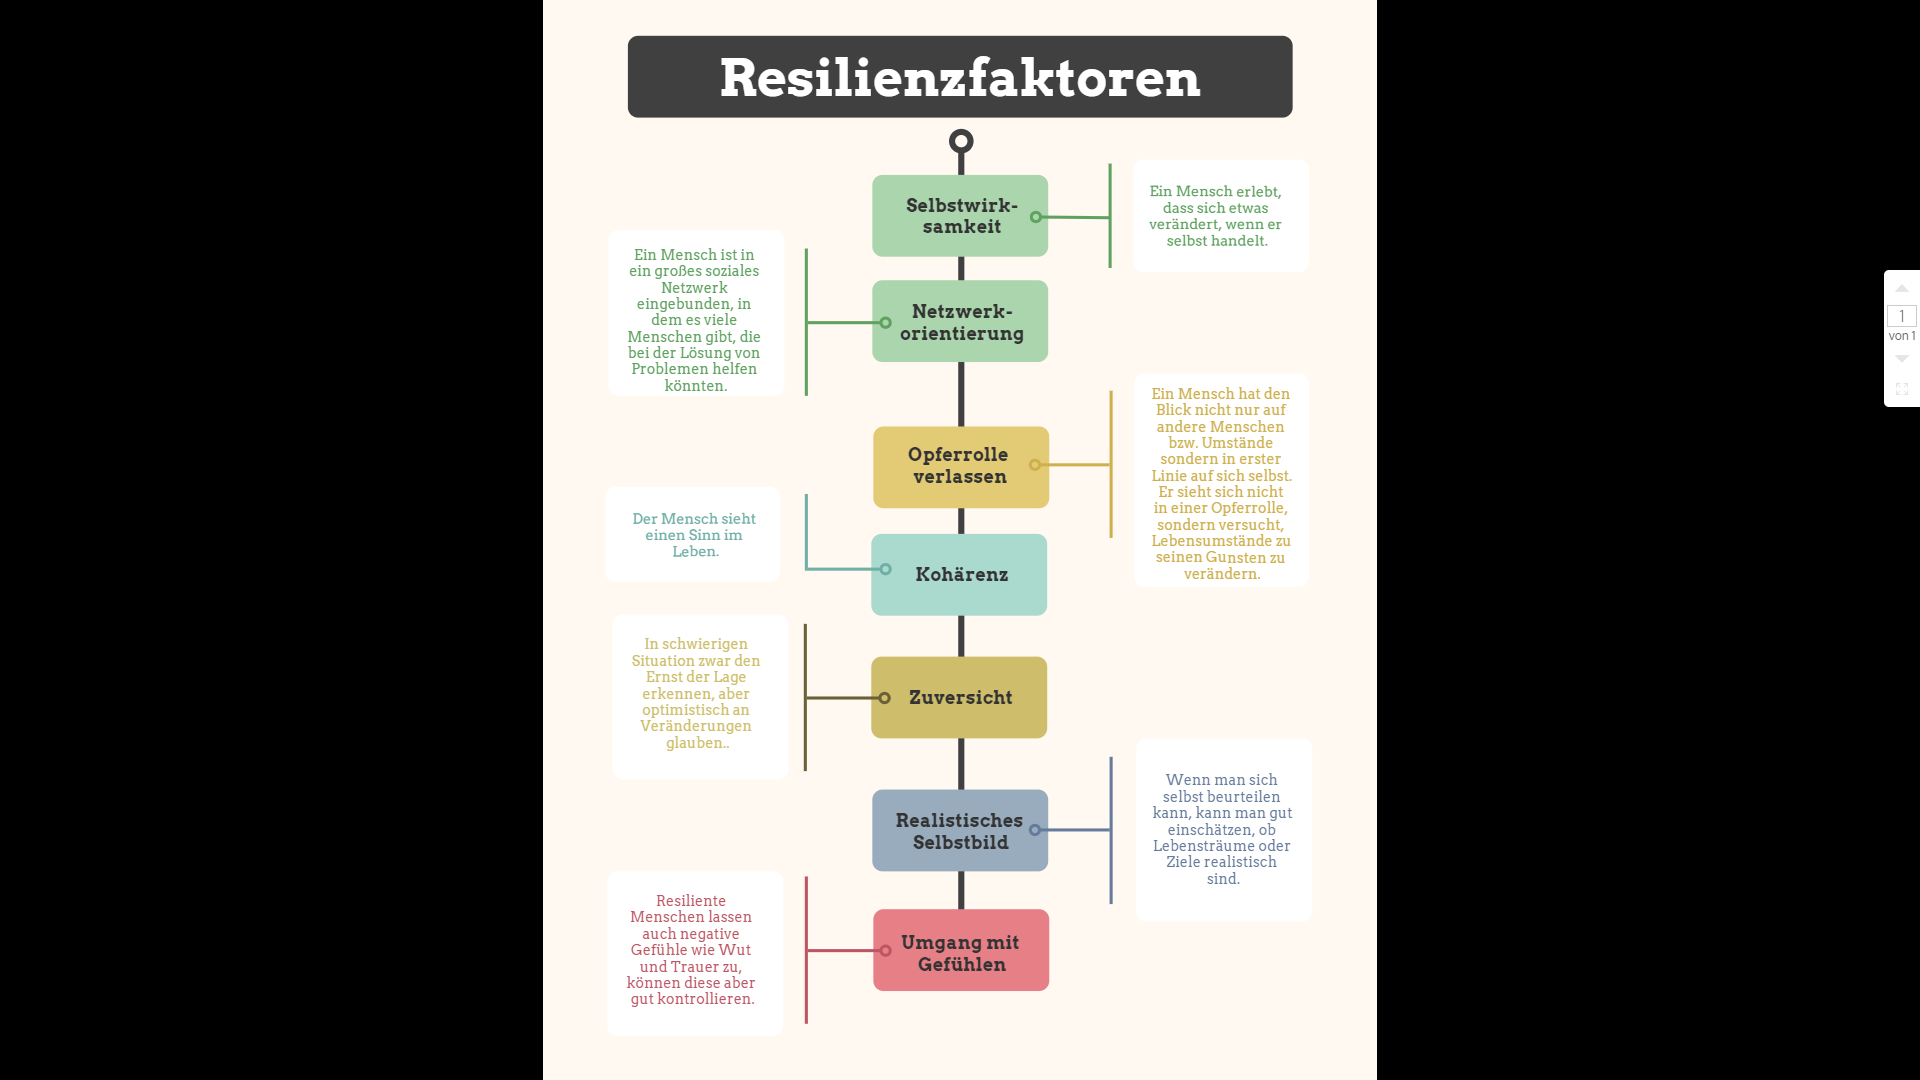 Resilienzfaktoren
Selbstwirk-
samkeit
Ein Mensch erlebt,
dass sich etwas
verändert, wenn er
selbst handelt.
Netzwerk-
orientierung
Ein Mensch ist in
ein großes soziales
Netzwerk
eingebunden, in
dem es viele
Menschen gibt, die
bei der Lösung von
Problemen helfen
könnten.
Opferrolle
verlassen
Ein Mensch hat den
Blick nicht nur auf
andere Menschen
bzw. Umstände
sondern in erster
Linie auf sich selbst.
Er sieht sich nicht
in einer Opferrolle,
sondern versucht,
Lebensumstände zu
seinen Gunsten zu
verändern.
Kohärenz
Der Mensch sieht
einen Sinn im
Leben.
Zuversicht
In schwierigen
Situation zwar den
Ernst der Lage
erkennen, aber
optimistisch an
Veränderungen
glauben..
Realistisches
Selbstbild
Wenn man sich
selbst beurteilen
kann, kann man gut
einschätzen, ob
Lebensträume oder
Ziele realistisch
sind.
Umgang mit
Gefühlen
Resiliente
Menschen lassen
auch negative
Gefühle wie Wut
und Trauer zu,
können diese aber
gut kontrollieren.
1
von 1